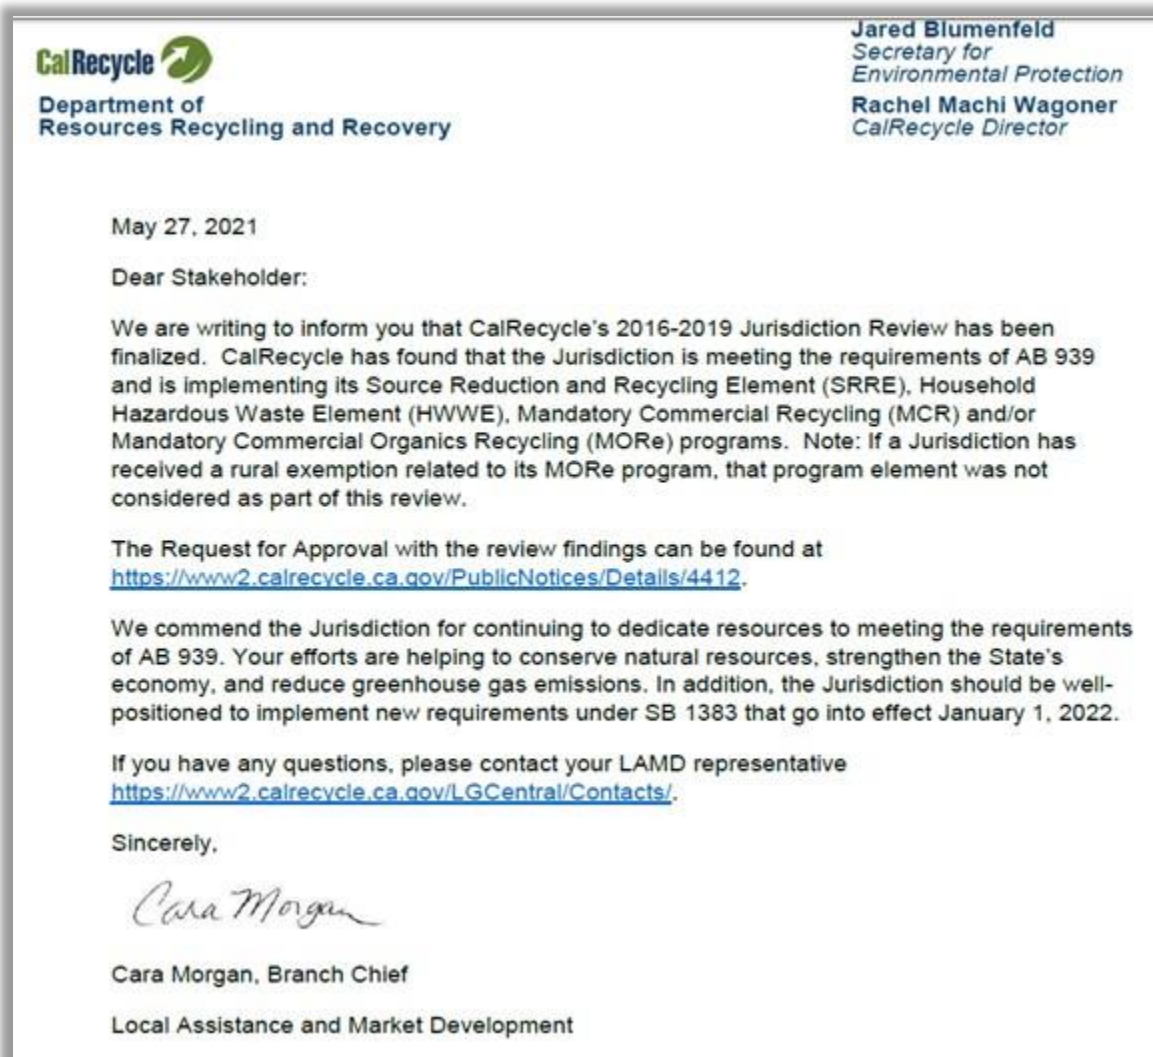 CalRecycle
Department of
Resources Recycling and Recovery
Jared Blumenfeld
Secretary for
Environmental Protection
Rachel Machi Wagoner
CalRecycle Director
May 27, 2021
Dear Stakeholder:
We are writing to inform you that CalRecycle's 2016-2019 Jurisdiction Review has been
finalized.  CalRecycle has found that the Jurisdiction is meeting the requirements of AB 939
and is implementing its Source Reduction and Recycling Element (SRRE), Household
Hazardous Waste Element (HWWE), Mandatory Commercial Recycling (MCR) and/or
Mandatory Commercial Organics Recycling (MORe) programs.  Note: If a Jurisdiction has
received a rural exemption related to its MORe program, that program element was not
considered as part of this review.
The Request for Approval with the review findings can be found at
https://www2.calrecycle.ca.gov/PublicNotices/Details/4412.
We commend the Jurisdiction for continuing to dedicate resources to meeting the requirements
of AB 939. Your efforts are helping to conserve natural resources, strengthen the State's
economy, and reduce greenhouse gas emissions. In addition, the Jurisdiction should be well-
positioned to implement new requirements under SB 1383 that go into effect January 1, 2022.
If you have any questions, please contact your LAMD representative
https://www2.calrecycle.ca.gov/LGCentral/Contacts/.
Sincerely,
Cara Morgan
Cara Morgan, Branch Chief
Local Assistance and Market Development